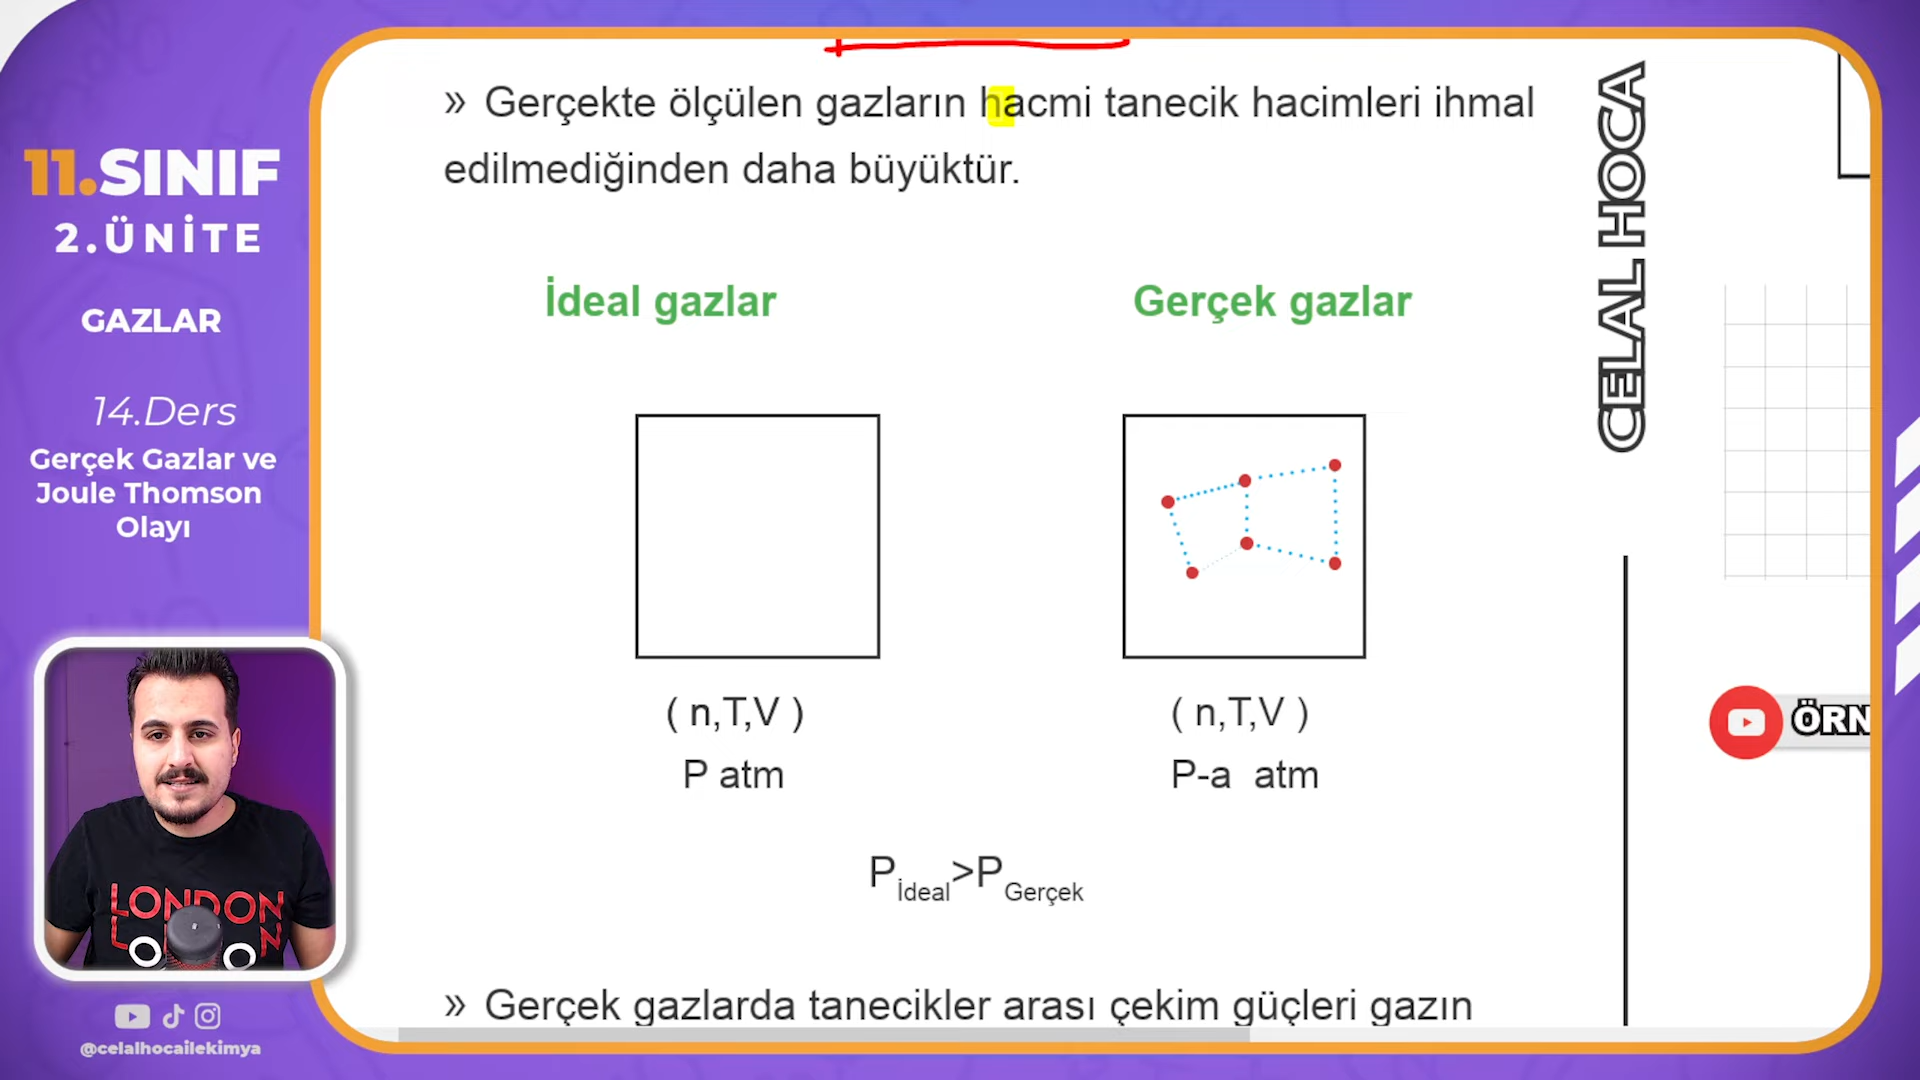 11.SINIF
2.ÜNİTE
GAZLAR
14.Ders
Gerçek Gazlar ve
Joule Thomson
Olayı
» Gerçekte ölçülen gazların hacmi tanecik hacimleri ihmal
edilmediğinden daha büyüktür.
İdeal gazlar
Gerçek gazlar
( n,T,V )
P atm
( n,T,V )
P-a atm
Pİdeal>PGerçek
» Gerçek gazlarda tanecikler arası çekim güçleri gazın
CELAL HOCA
ÖRN
LONDON
@celalhocailekimya